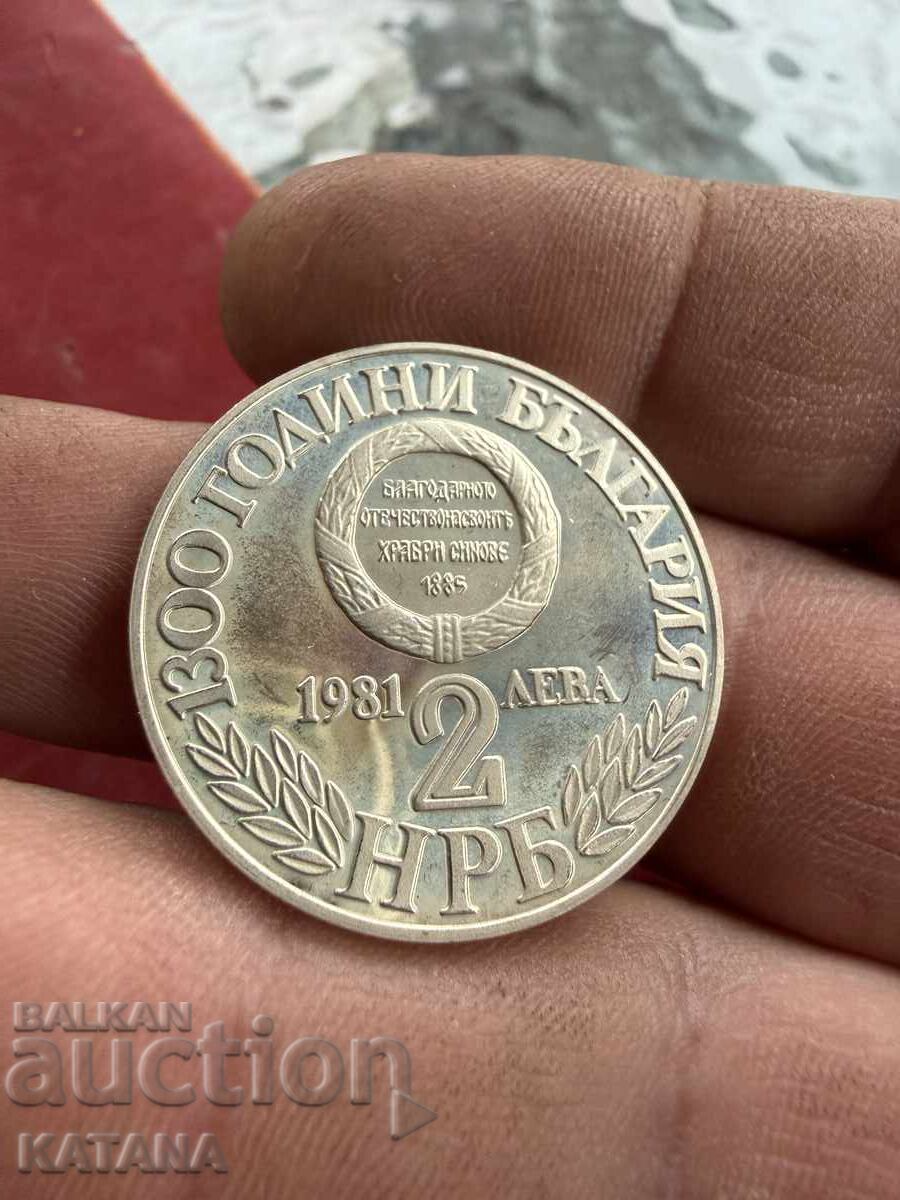 1300 ГОДИНИ БЪЛГАРИЯ
БЛАГОДАРНОТО
ОТЕЧЕСТВО НА СВОИТѢ
ХРАБРИ СИНОВЕ
1885
1981 2 ЛЕВА
НРБ
BALKAN
auction
KATANA